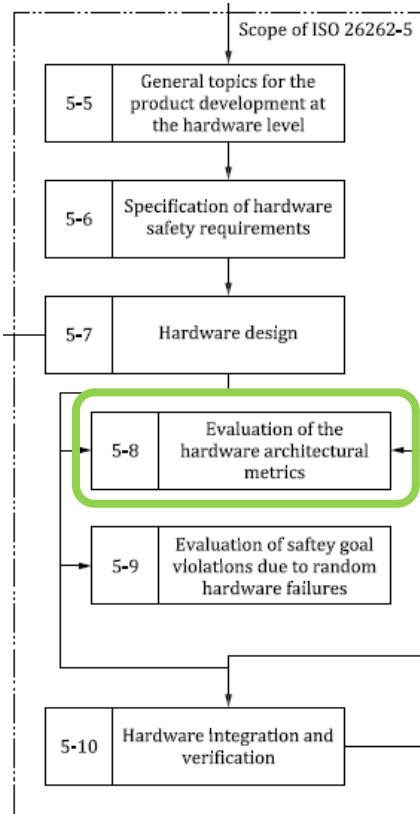 Scope of ISO 26262-5
5-5
General topics for the
product development at
the hardware level
5-6
Specification of hardware
safety requirements
5-7
Hardware design
5-8
Evaluation of the
hardware architectural
metrics
5-9
Evaluation of saftey goal
violations due to random
hardware failures
5-10
Hardware integration and
verification